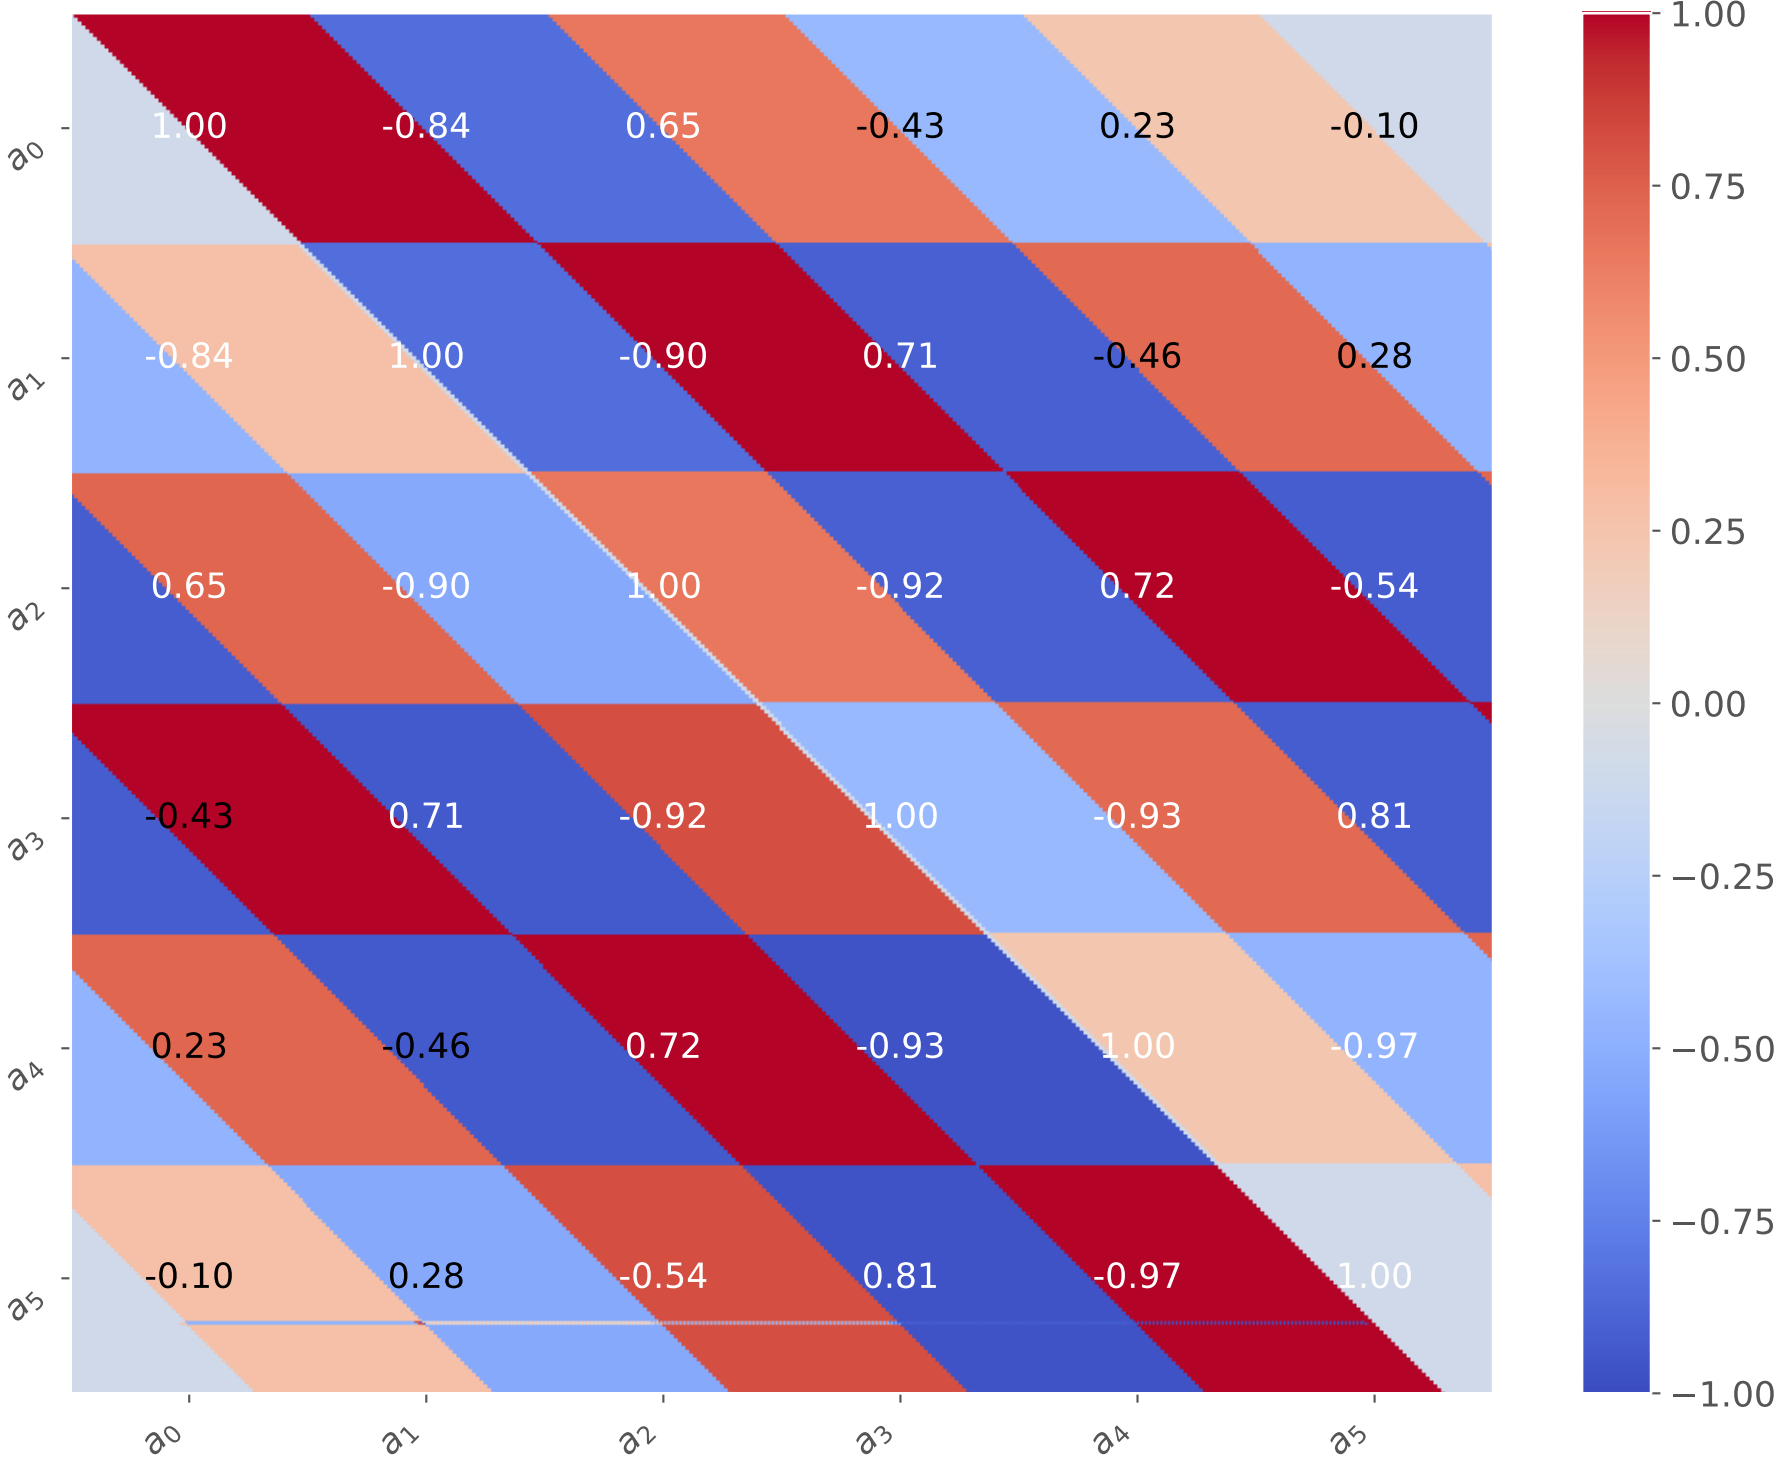 1.00
a₀ 1.00 -0.84 0.65 -0.43 0.23 -0.10
0.75
a₁ -0.84 1.00 -0.90 0.71 -0.46 0.28
0.50
0.25
a₂ 0.65 -0.90 1.00 -0.92 0.72 -0.54
0.00
a₃ -0.43 0.71 -0.92 1.00 -0.93 0.81
−0.25
a₄ 0.23 -0.46 0.72 -0.93 1.00 -0.97
−0.50
−0.75
a₅ -0.10 0.28 -0.54 0.81 -0.97 1.00
−1.00
a₀ a₁ a₂ a₃ a₄ a₅